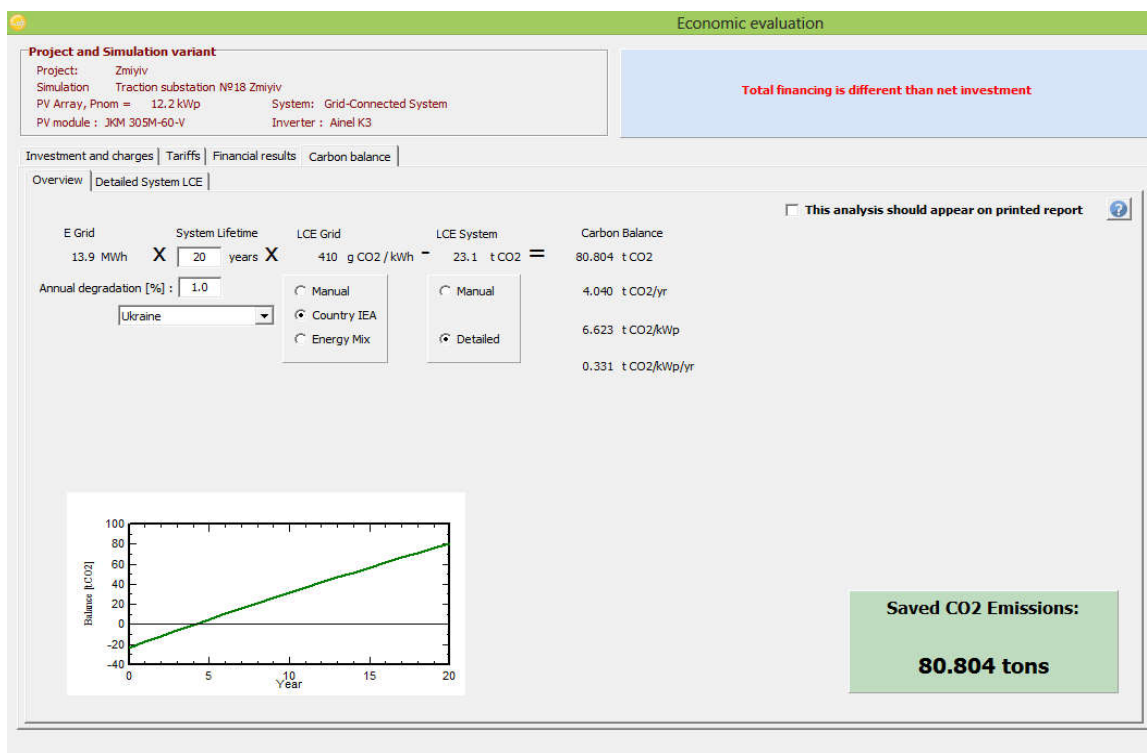 Economic evaluation
Project and Simulation variant
Project: Zmiyiv
Simulation Traction substation №18 Zmiyiv
PV Array, Pnom = 12.2 kWp System: Grid-Connected System
PV module : JKM 305M-60-V Inverter : Ainel K3
Total financing is different than net investment
Investment and charges Tariffs Financial results Carbon balance
Overview Detailed System LCE
This analysis should appear on printed report
E Grid System Lifetime LCE Grid LCE System Carbon Balance
13.9 MWh X 20 years X 410 g CO2 / kWh - 23.1 t CO2 = 80.804 t CO2
Annual degradation [%] : 1.0
Ukraine
Manual
Country IEA
Energy Mix
Manual
Detailed
4.040 t CO2/yr
6.623 t CO2/kWp
0.331 t CO2/kWp/yr
Balance [tCO2]
100
80
60
40
20
0
-20
-40
0 5 10 15 20
Year
Saved CO2 Emissions:
80.804 tons